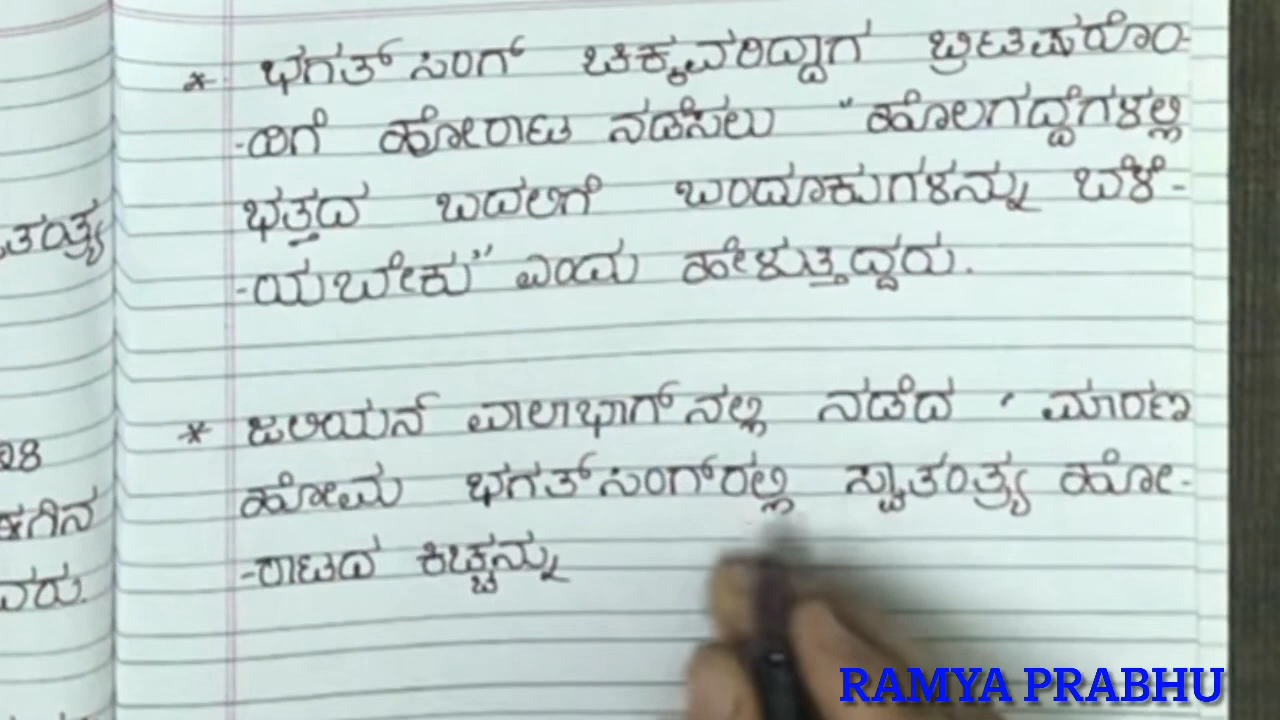 * ಭಗತ್ ಸಿಂಗ್ ಚಿಕ್ಕವರಿದ್ದಾಗ ಬ್ರಿಟಿಷರೊಂ-
-ದಿಗೆ ಹೋರಾಟ ನಡೆಸಲು "ಹೊಲಗದ್ದೆಗಳಲ್ಲಿ
ತಂತ್ರ್ಯ ಭತ್ತದ ಬದಲಿಗೆ ಬಂದೂಕುಗಳನ್ನು ಬೆಳೆ-
-ಯಬೇಕು" ಎಂದು ಹೇಳುತ್ತಿದ್ದರು.
* ಜಲಿಯನ್ ವಾಲಾಭಾಗ್ ನಲ್ಲಿ ನಡೆದ ' ಮಾರಣ
28 ಹೋಮ ಭಗತ್ ಸಿಂಗ್‌ರಲ್ಲಿ ಸ್ವಾತಂತ್ರ್ಯ ಹೋ-
-ರಾಟದ ಕಿಚ್ಚನ್ನು
ವರು.
RAMYA PRABHU